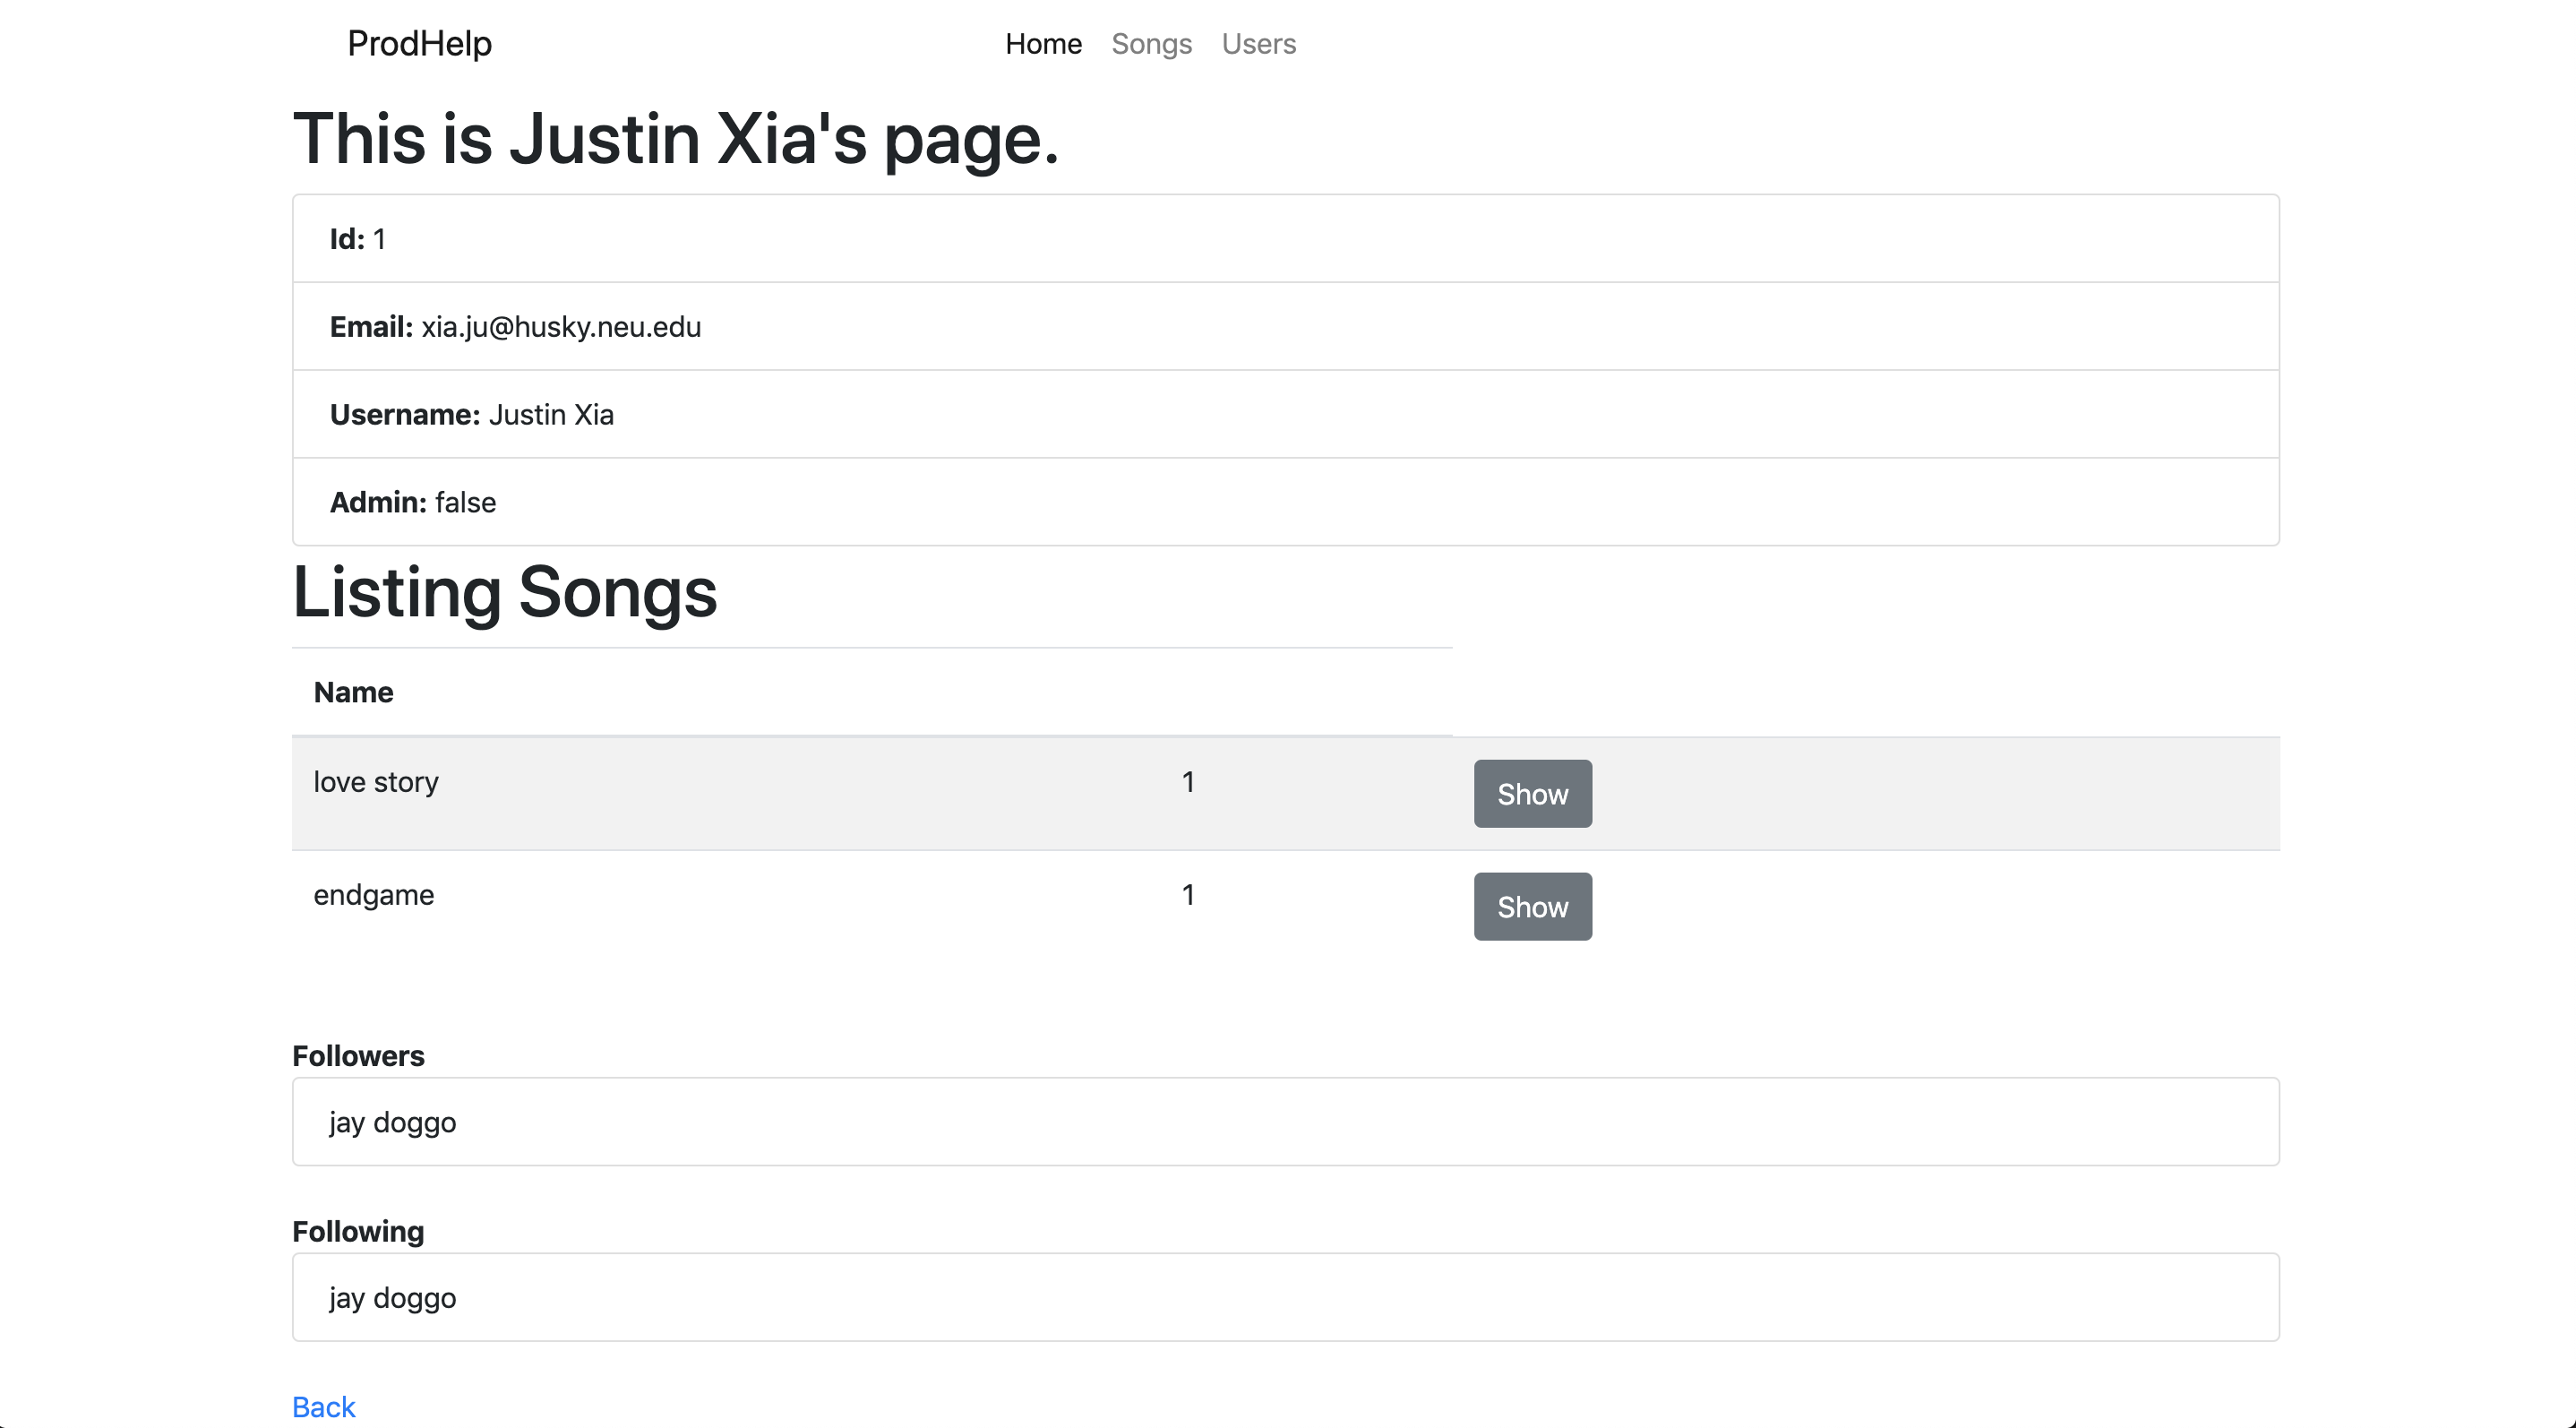 ProdHelp Home Songs Users
This is Justin Xia's page.
Id: 1
Email: xia.ju@husky.neu.edu
Username: Justin Xia
Admin: false
Listing Songs
Name
love story 1 Show
endgame 1 Show
Followers
jay doggo
Following
jay doggo
Back